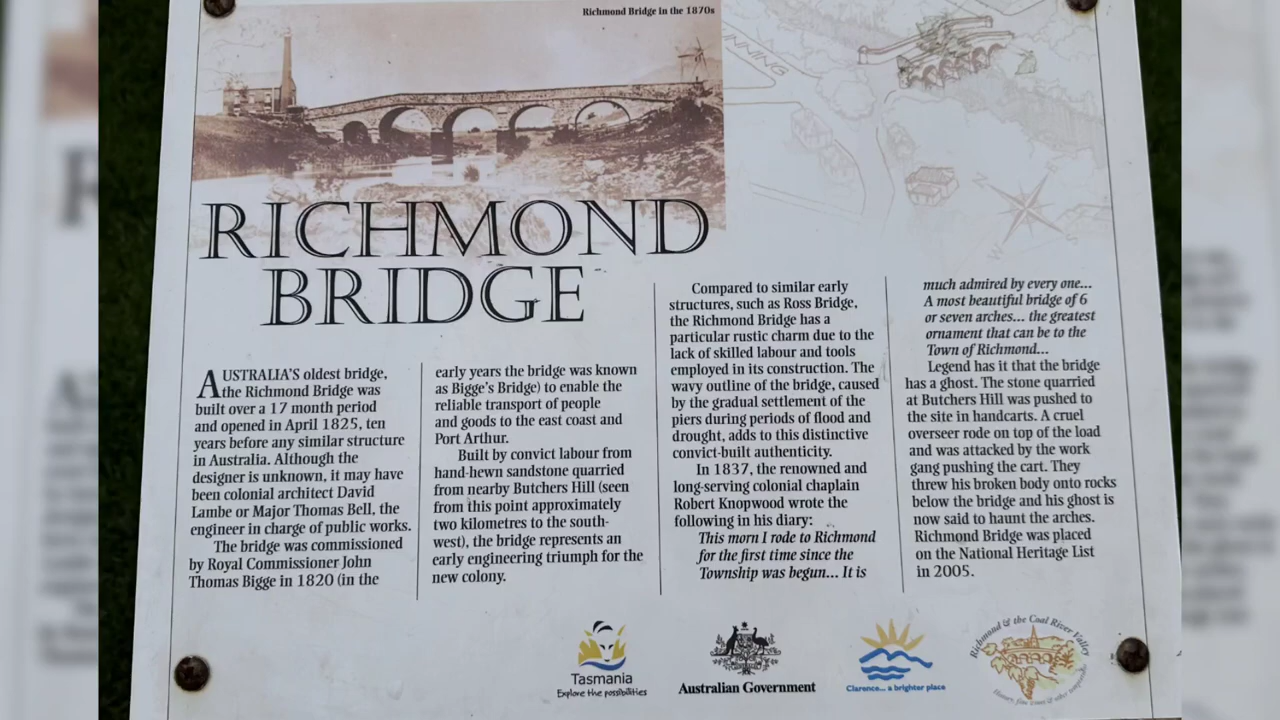 Richmond Bridge in the 1870s
NNING
RICHMOND
BRIDGE
AUSTRALIA'S oldest bridge,
the Richmond Bridge was
built over a 17 month period
and opened in April 1825, ten
years before any similar structure
in Australia. Although the
designer is unknown, it may have
been colonial architect David
Lambe or Major Thomas Bell, the
engineer in charge of public works.
The bridge was commissioned
by Royal Commissioner John
Thomas Bigge in 1820 (in the
early years the bridge was known
as Bigge's Bridge) to enable the
reliable transport of people
and goods to the east coast and
Port Arthur.
Built by convict labour from
hand-hewn sandstone quarried
from nearby Butchers Hill (seen
from this point approximately
two kilometres to the south-
west), the bridge represents an
early engineering triumph for the
new colony.
Compared to similar early
structures, such as Ross Bridge,
the Richmond Bridge has a
particular rustic charm due to the
lack of skilled labour and tools
employed in its construction. The
wavy outline of the bridge, caused
by the gradual settlement of the
piers during periods of flood and
drought, adds to this distinctive
convict-built authenticity.
In 1837, the renowned and
long-serving colonial chaplain
Robert Knopwood wrote the
following in his diary:
This morn I rode to Richmond
for the first time since the
Township was begun... It is
much admired by every one...
A most beautiful bridge of 6
or seven arches... the greatest
ornament that can be to the
Town of Richmond...
Legend has it that the bridge
has a ghost. The stone quarried
at Butchers Hill was pushed to
the site in handcarts. A cruel
overseer rode on top of the load
and was attacked by the work
gang pushing the cart. They
threw his broken body onto rocks
below the bridge and his ghost is
now said to haunt the arches.
Richmond Bridge was placed
on the National Heritage List
in 2005.
Tasmania
Explore the possibilities
Australian Government
Clarence... a brighter place
Richmond & the Coal River Valley